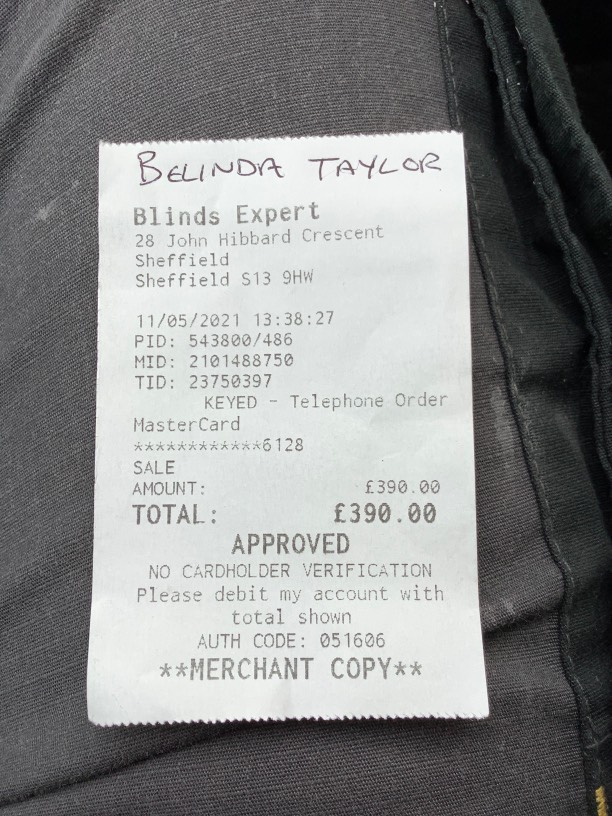 BELINDA TAYLOR
Blinds Expert
28 John Hibbard Crescent
Sheffield
Sheffield S13 9HW
11/05/2021 13:38:27
PID: 543800/486
MID: 2101488750
TID: 23750397
KEYED - Telephone Order
MasterCard
************6128
SALE
AMOUNT: £390.00
TOTAL: £390.00
APPROVED
NO CARDHOLDER VERIFICATION
Please debit my account with
total shown
AUTH CODE: 051606
**MERCHANT COPY**